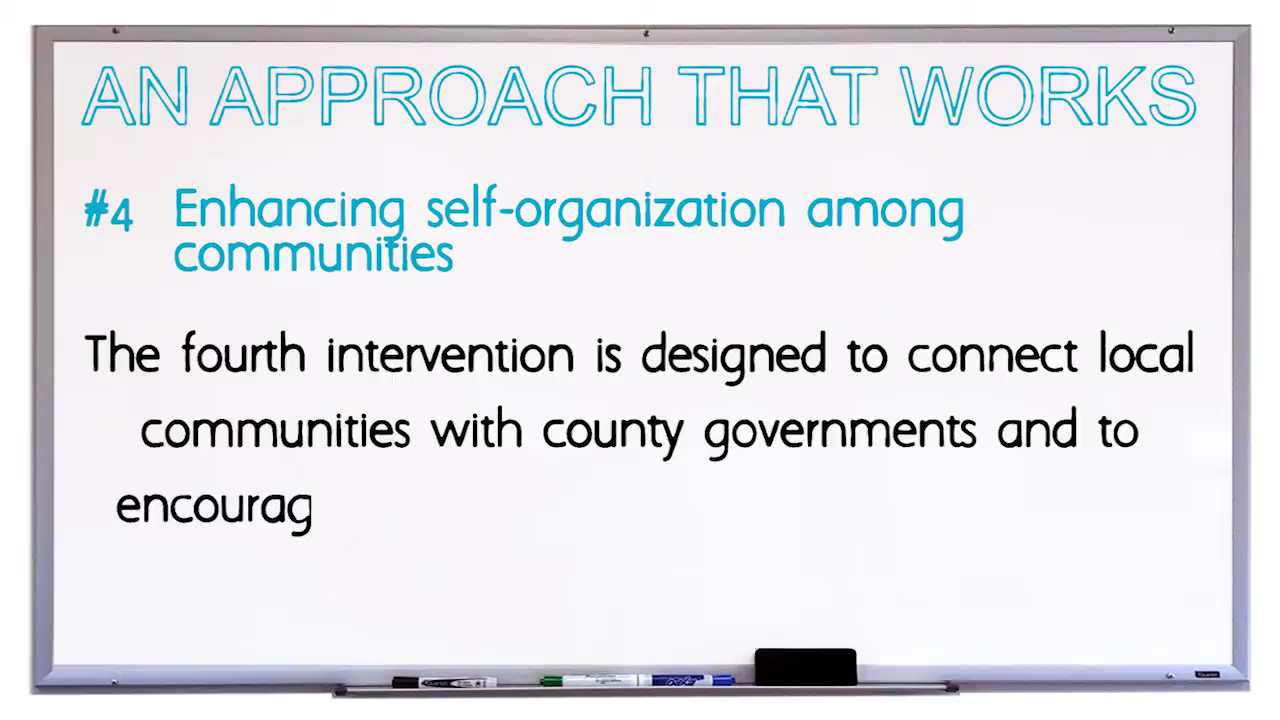 AN APPROACH THAT WORKS
#4 Enhancing self-organization among
communities
The fourth intervention is designed to connect local
communities with county governments and to
encourag